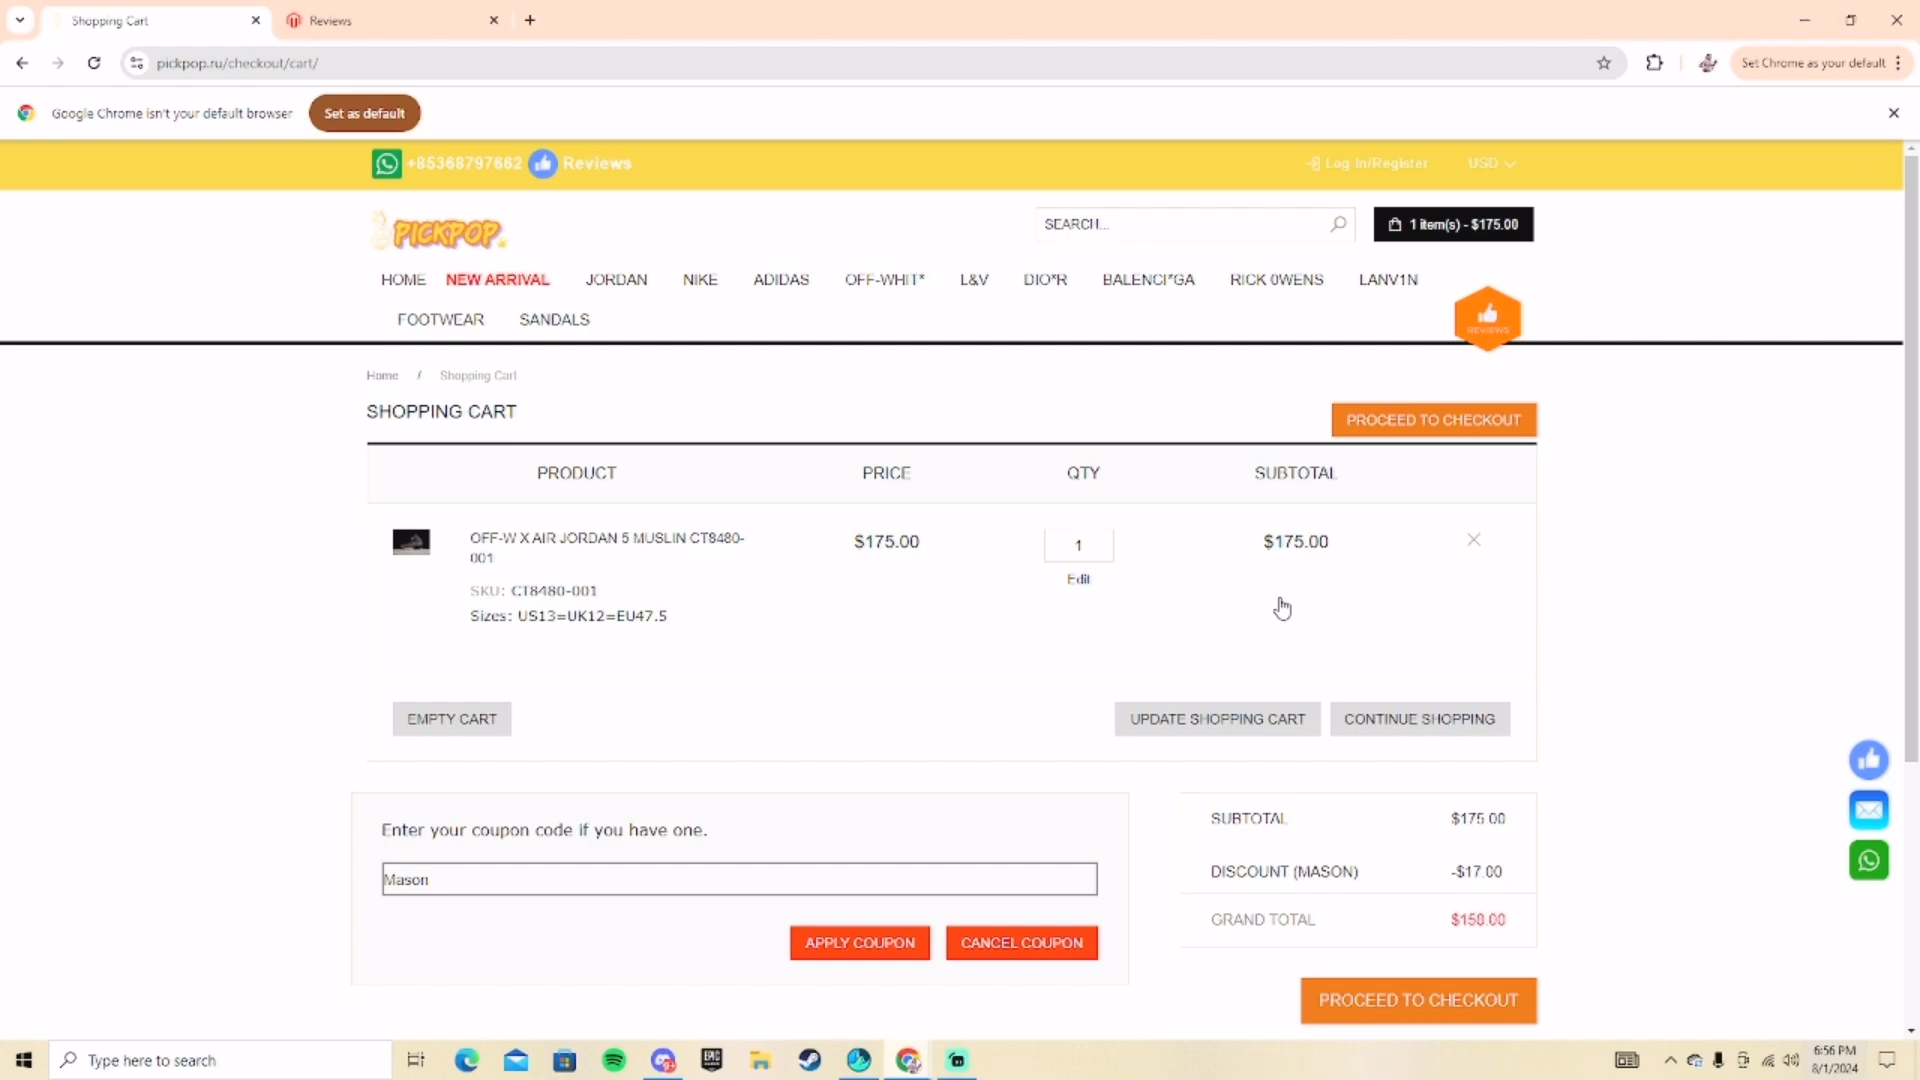 Shopping Cart
Reviews
pickpop.ru/checkout/cart/
Set Chrome as your default
Google Chrome isn't your default browser
Set as default
+85368797662
Reviews
Log In/Register
USD
PICKPOP.
SEARCH...
1 item(s) - $175.00
HOME
NEW ARRIVAL
JORDAN
NIKE
ADIDAS
OFF-WHIT*
L&V
DIO*R
BALENCI*GA
RICK 0WENS
LANV1N
FOOTWEAR
SANDALS
REVIEWS
Home / Shopping Cart
SHOPPING CART
PROCEED TO CHECKOUT
PRODUCT
PRICE
QTY
SUBTOTAL
OFF-W X AIR JORDAN 5 MUSLIN CT8480-
001
$175.00
1
$175.00
Edit
SKU: CT8480-001
Sizes: US13=UK12=EU47.5
EMPTY CART
UPDATE SHOPPING CART
CONTINUE SHOPPING
Enter your coupon code if you have one.
Mason
APPLY COUPON
CANCEL COUPON
SUBTOTAL $175.00
DISCOUNT (MASON) -$17.00
GRAND TOTAL $158.00
PROCEED TO CHECKOUT
Type here to search
EPIC
GAMES
6:56 PM
8/1/2024